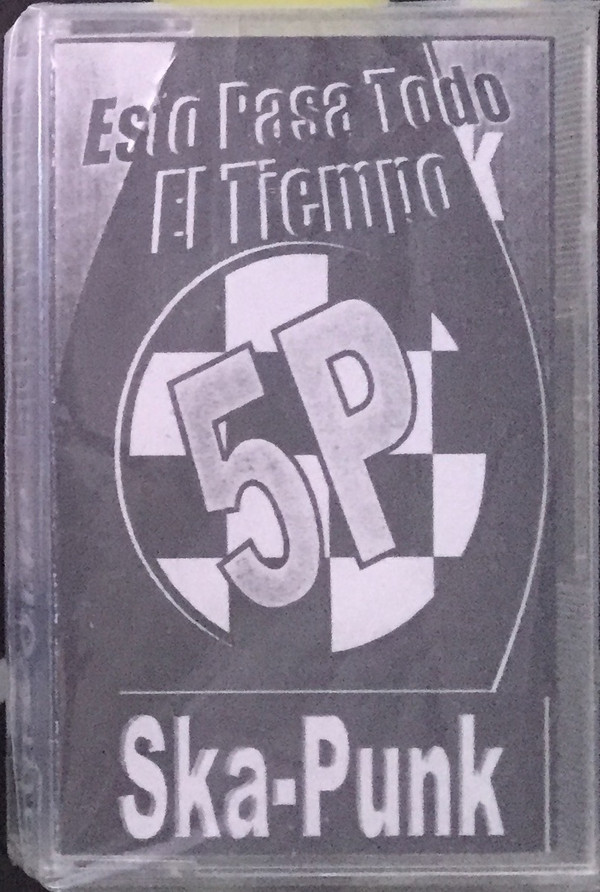 Esto Pasa Todo
El Tiempo
K
5P
Ska-Punk